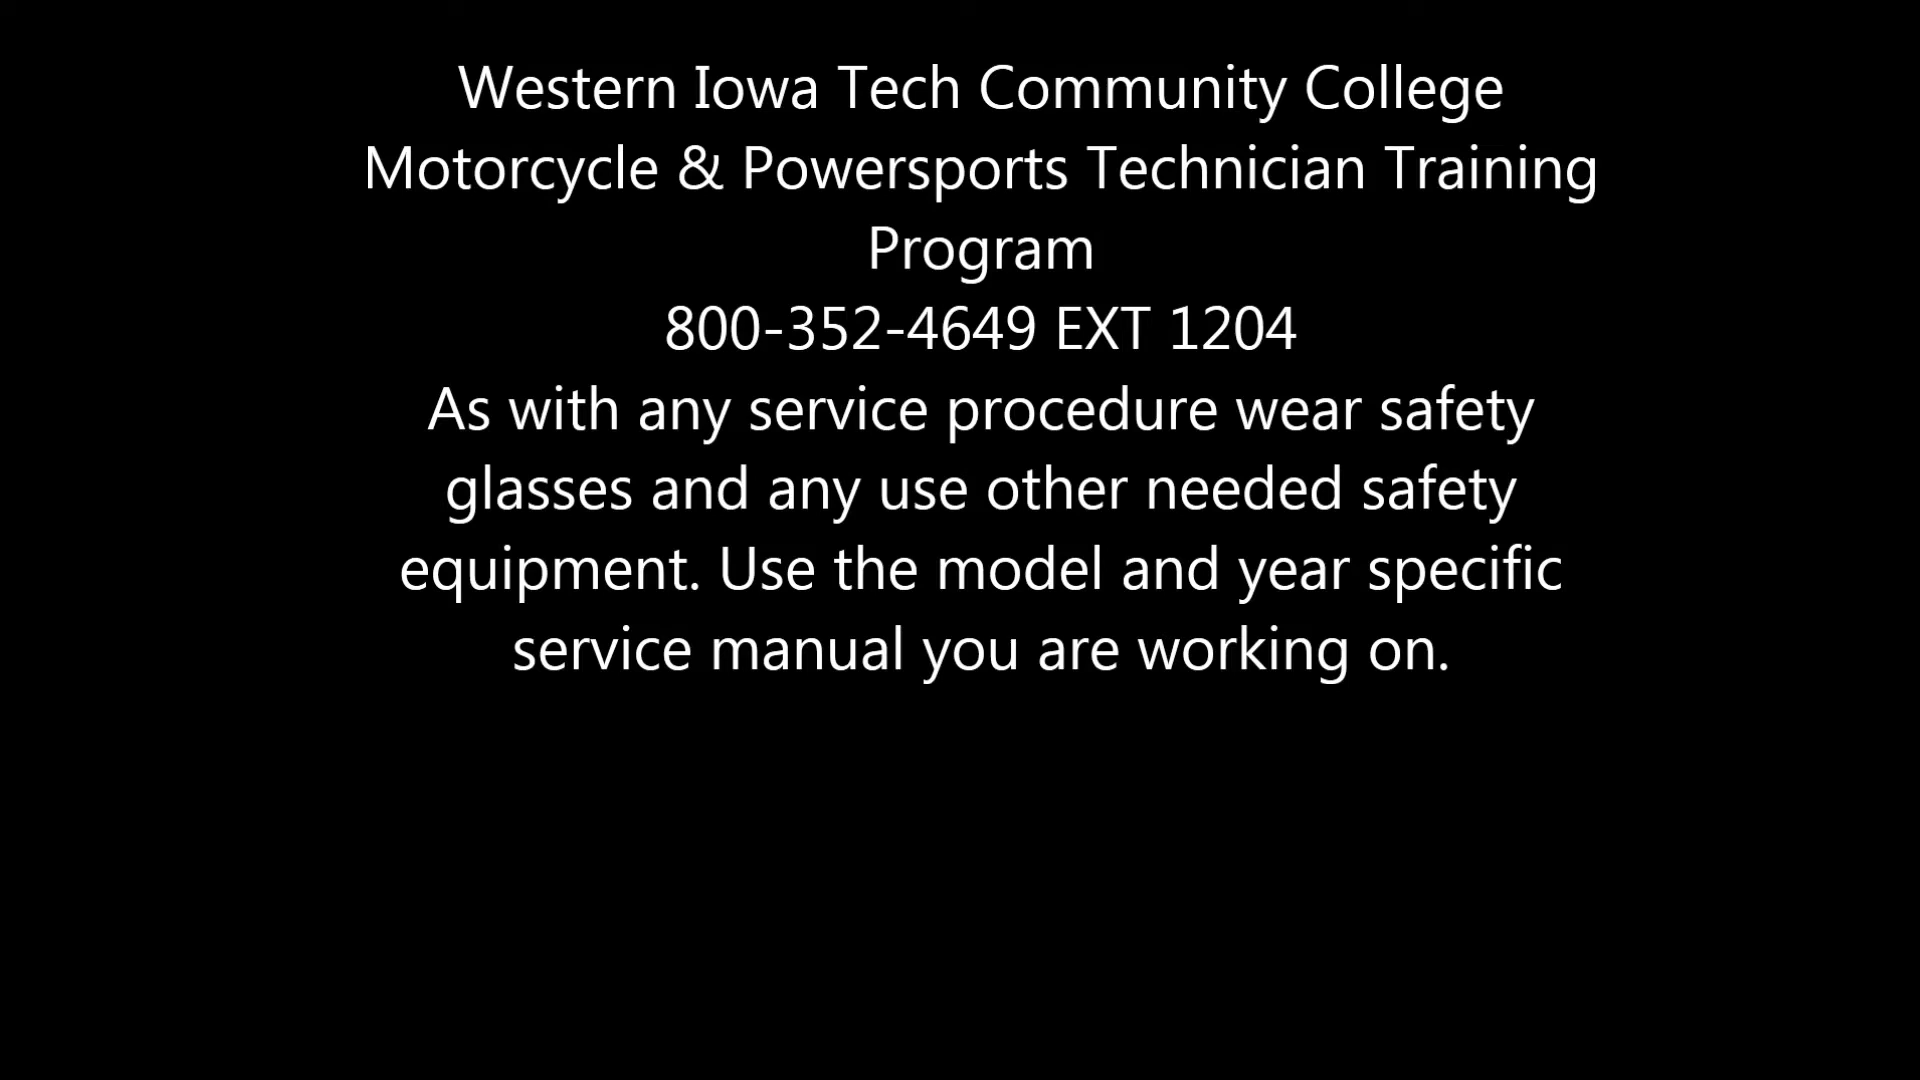 Western Iowa Tech Community College
Motorcycle & Powersports Technician Training
Program
800-352-4649 EXT 1204
As with any service procedure wear safety
glasses and any use other needed safety
equipment. Use the model and year specific
service manual you are working on.